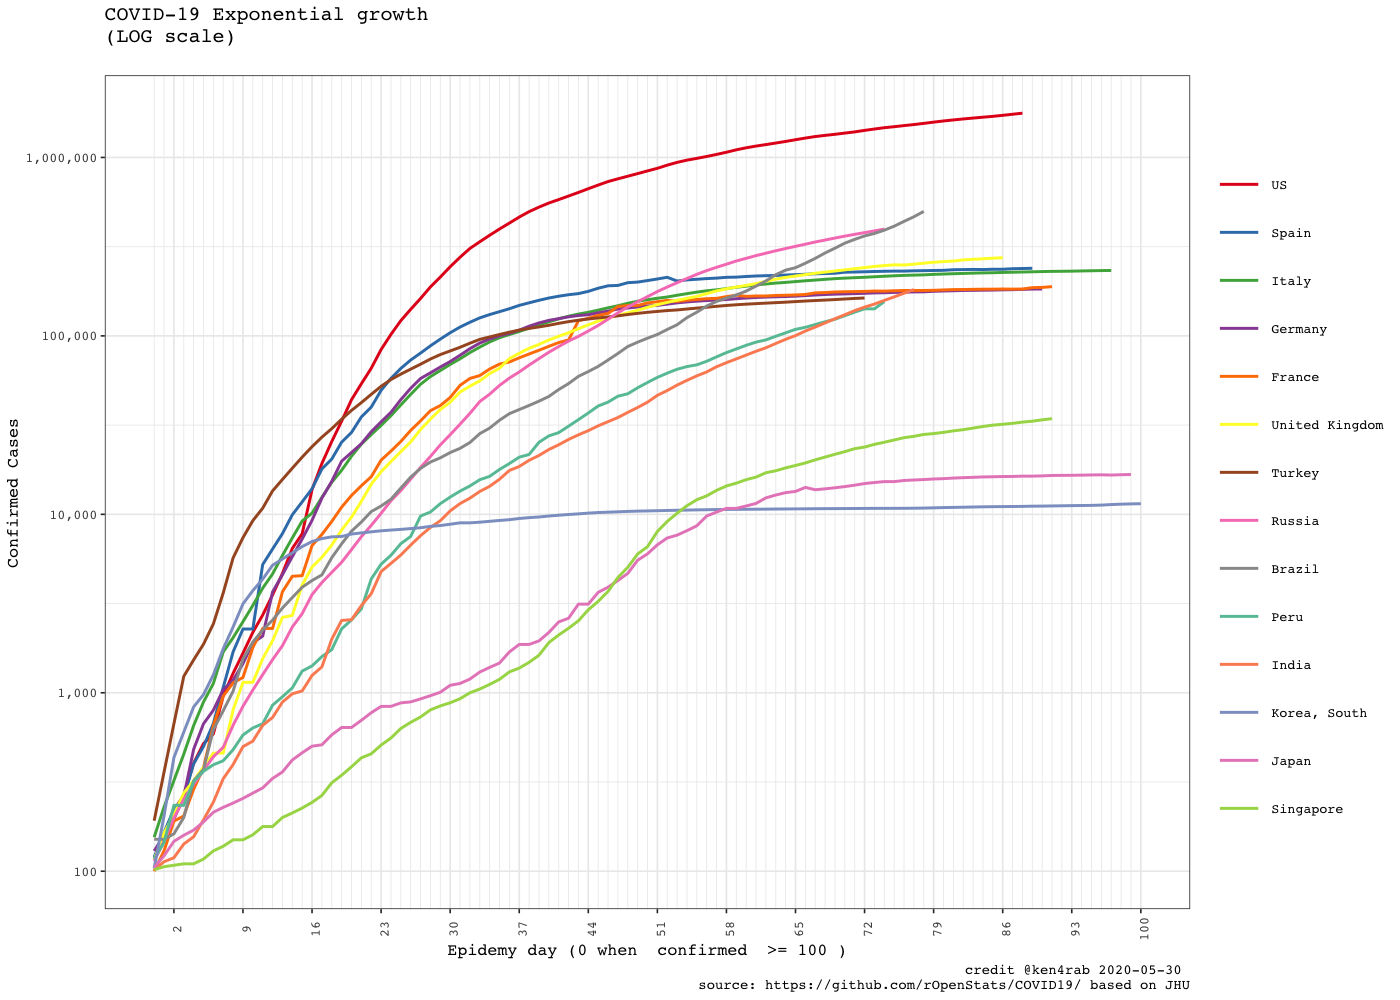 COVID-19 Exponential growth
(LOG scale)
Confirmed Cases
1,000,000
100,000
10,000
1,000
100
2 9 16 23 30 37 44 51 58 65 72 79 86 93 100
Epidemy day (0 when  confirmed  >= 100 )
US
Spain
Italy
Germany
France
United Kingdom
Turkey
Russia
Brazil
Peru
India
Korea, South
Japan
Singapore
credit @ken4rab 2020-05-30
source: https://github.com/rOpenStats/COVID19/ based on JHU